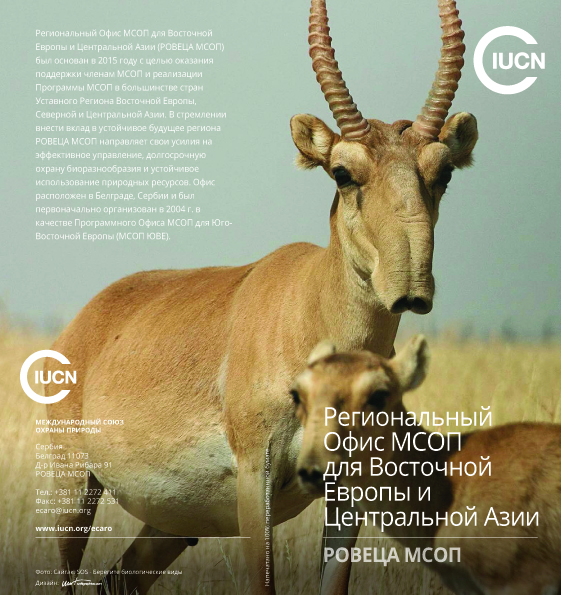 Региональный Офис МСОП для Восточной
Европы и Центральной Азии (РОВЕЦА МСОП)
был основан в 2015 году с целью оказания
поддержки членам МСОП и реализации
Программы МСОП в большинстве стран
Уставного Региона Восточной Европы,
Северной и Центральной Азии. В стремлении
внести вклад в устойчивое будущее региона
РОВЕЦА МСОП направляет свои усилия на
эффективное управление, долгосрочную
охрану биоразнообразия и устойчивое
использование природных ресурсов. Офис
расположен в Белграде, Сербии и был
первоначально организован в 2004 г. в
качестве Программного Офиса МСОП для Юго-
Восточной Европы (МСОП ЮВЕ).
IUCN
МЕЖДУНАРОДНЫЙ СОЮЗ
ОХРАНЫ ПРИРОДЫ
Сербия
Белград 11073
Д-р Ивана Рибара 91
РОВЕЦА МСОП
Тел.: +381 11 2272 411
Факс: +381 11 2272 531
ecaro@iucn.org
www.iucn.org/ecaro
Фото: Сайгак, SOS - Берегите биологические виды
Дизайн:
Напечатано на 100% переработанной бумаге
IUCN
Региональный
Офис МСОП
для Восточной
Европы и
Центральной Азии
РОВЕЦА МСОП